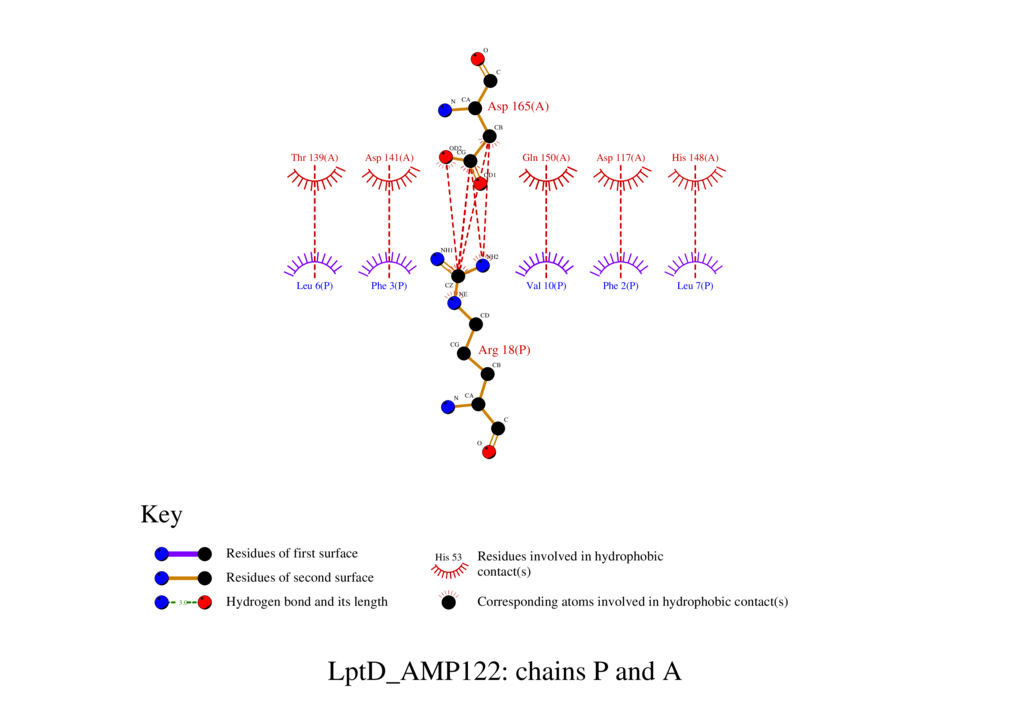 O
C
N CA Asp 165(A)
CB
OD2 CG
Thr 139(A) Asp 141(A) Gln 150(A) Asp 117(A) His 148(A)
OD1
NH1 NH2
CZ NE
Leu 6(P) Phe 3(P) Val 10(P) Phe 2(P) Leu 7(P)
CD
CG Arg 18(P)
CB
N CA
C
O
Key
Residues of first surface
Residues of second surface
3.0 Hydrogen bond and its length
His 53 Residues involved in hydrophobic
contact(s)
Corresponding atoms involved in hydrophobic contact(s)
LptD_AMP122: chains P and A